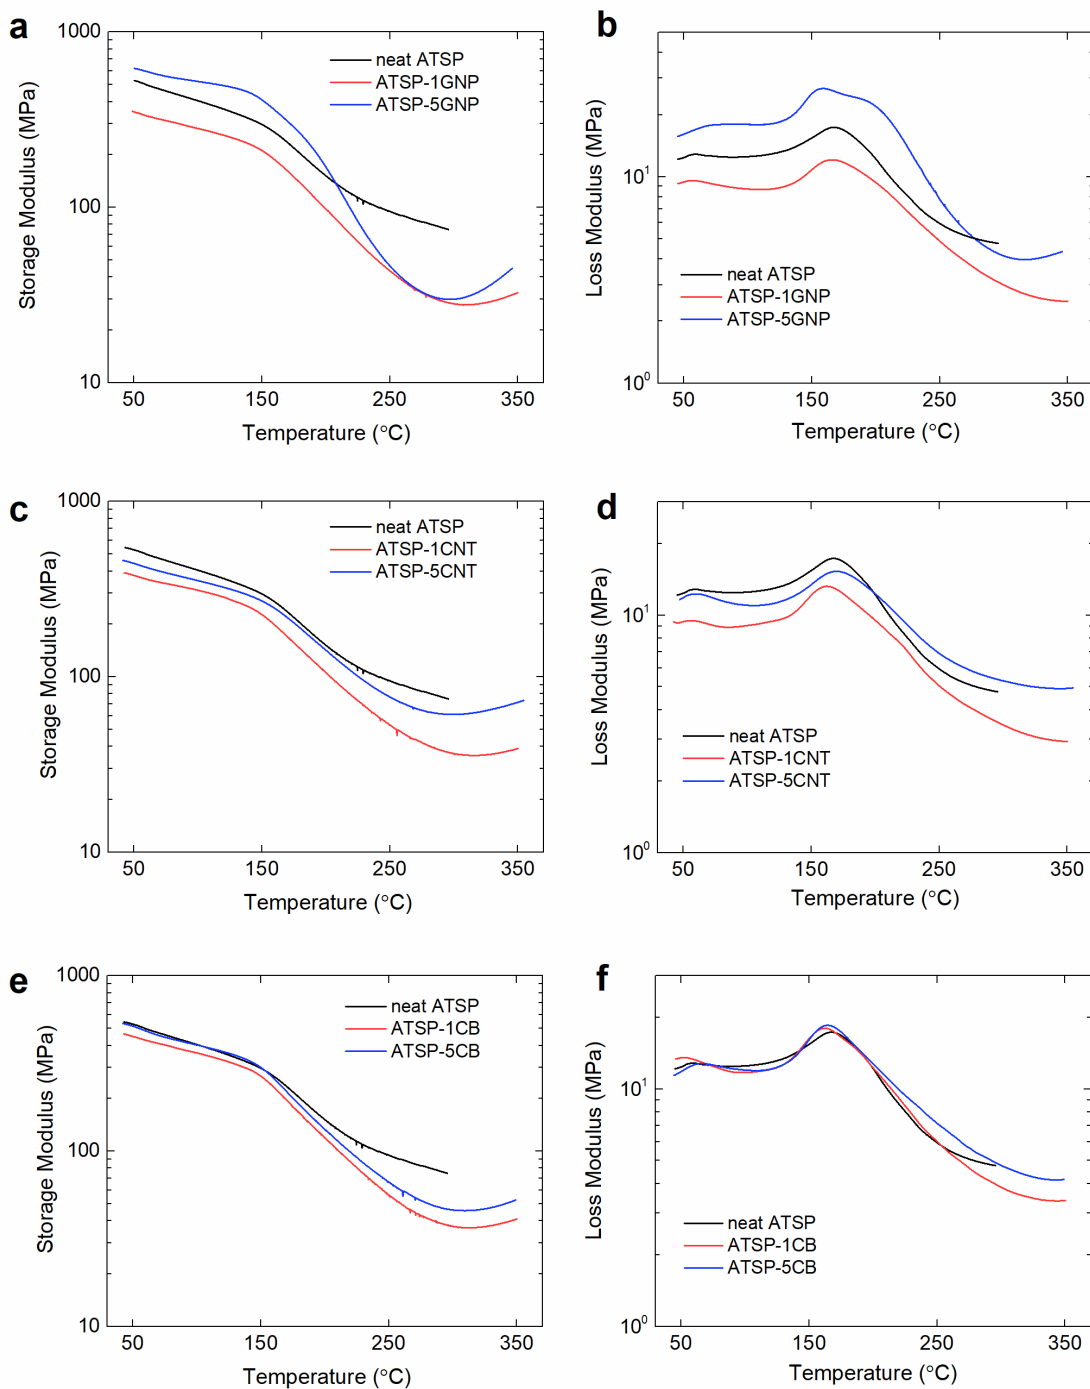 a
1000
100
10
Storage Modulus (MPa)
neat ATSP
ATSP-1GNP
ATSP-5GNP
50 150 250 350
Temperature (°C)
b
10¹
10⁰
Loss Modulus (MPa)
neat ATSP
ATSP-1GNP
ATSP-5GNP
50 150 250 350
Temperature (°C)
c
1000
100
10
Storage Modulus (MPa)
neat ATSP
ATSP-1CNT
ATSP-5CNT
50 150 250 350
Temperature (°C)
d
10¹
10⁰
Loss Modulus (MPa)
neat ATSP
ATSP-1CNT
ATSP-5CNT
50 150 250 350
Temperature (°C)
e
1000
100
10
Storage Modulus (MPa)
neat ATSP
ATSP-1CB
ATSP-5CB
50 150 250 350
Temperature (°C)
f
10¹
10⁰
Loss Modulus (MPa)
neat ATSP
ATSP-1CB
ATSP-5CB
50 150 250 350
Temperature (°C)